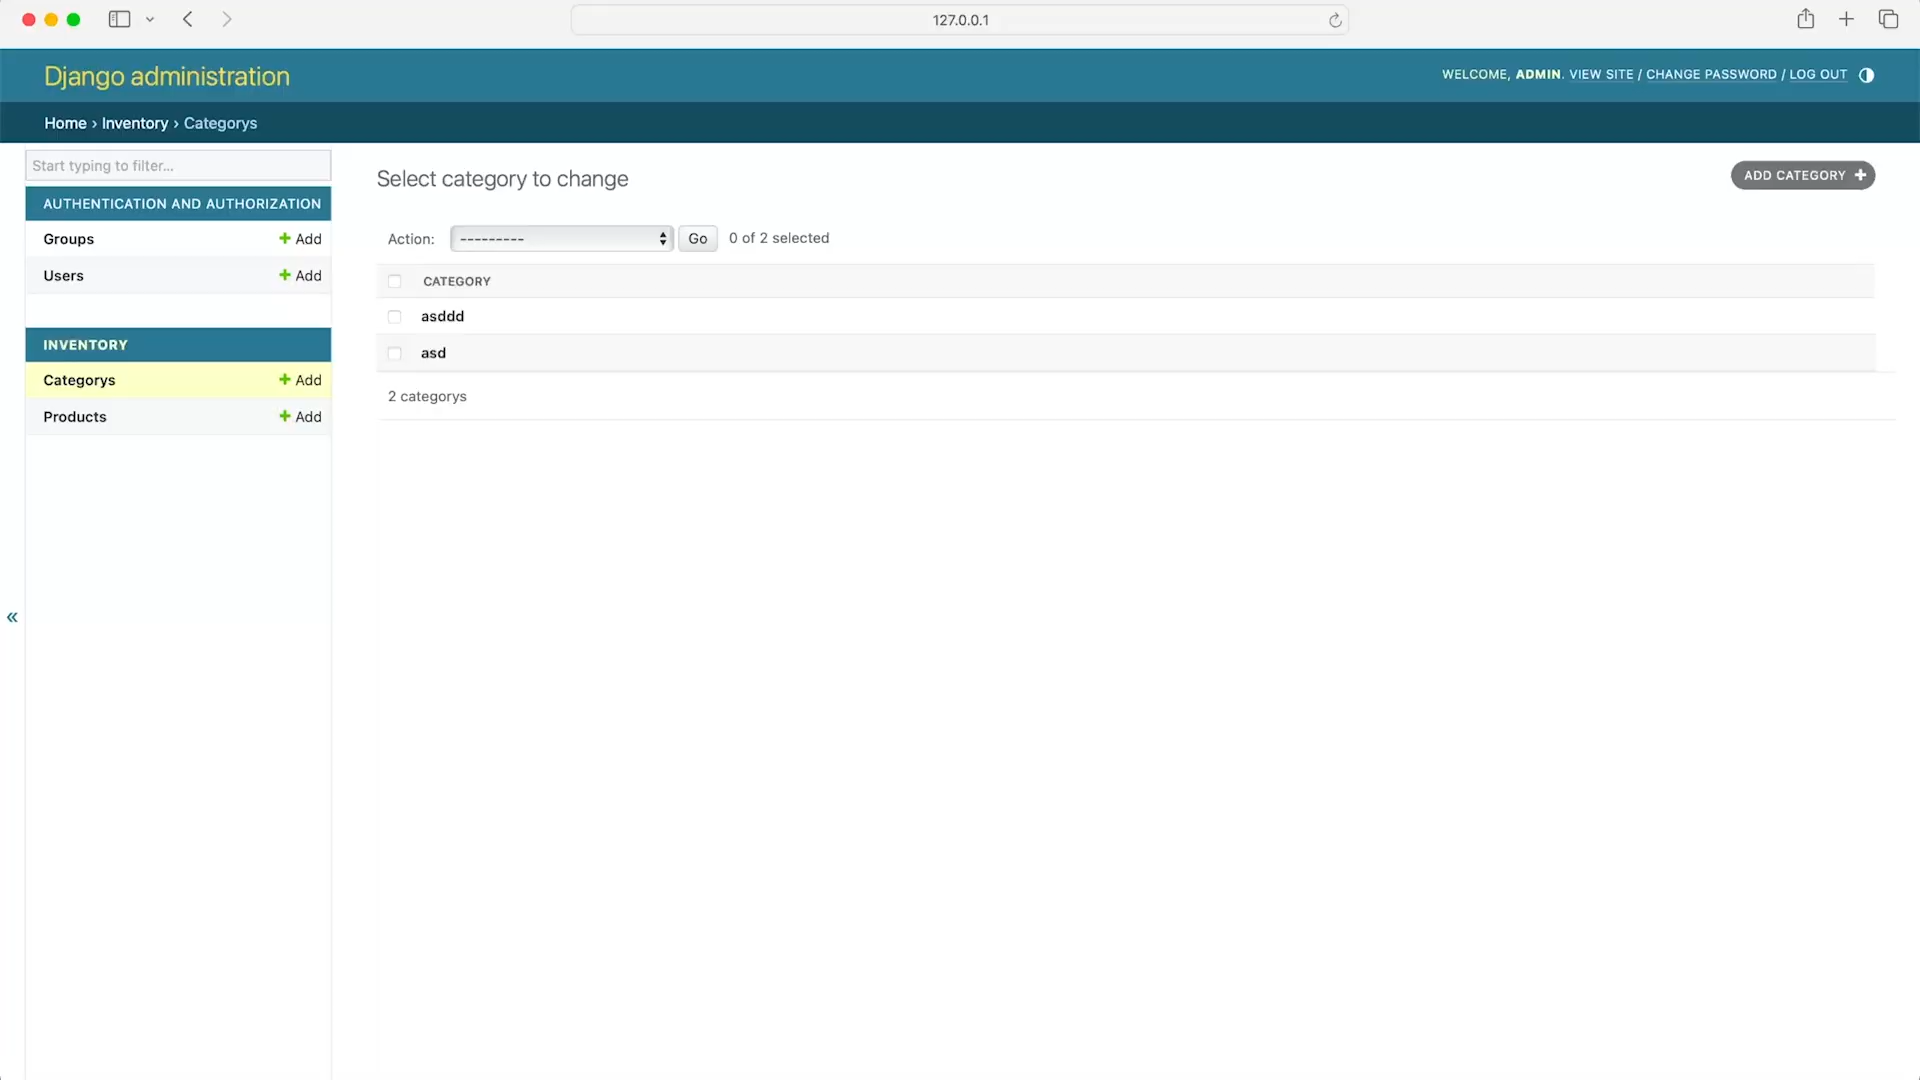 127.0.0.1
Django administration
WELCOME, ADMIN. VIEW SITE / CHANGE PASSWORD / LOG OUT
Home › Inventory › Categorys
Start typing to filter...
AUTHENTICATION AND AUTHORIZATION
Groups + Add
Users + Add
INVENTORY
Categorys + Add
Products + Add
«
Select category to change
ADD CATEGORY +
Action: --------- Go 0 of 2 selected
CATEGORY
asddd
asd
2 categorys